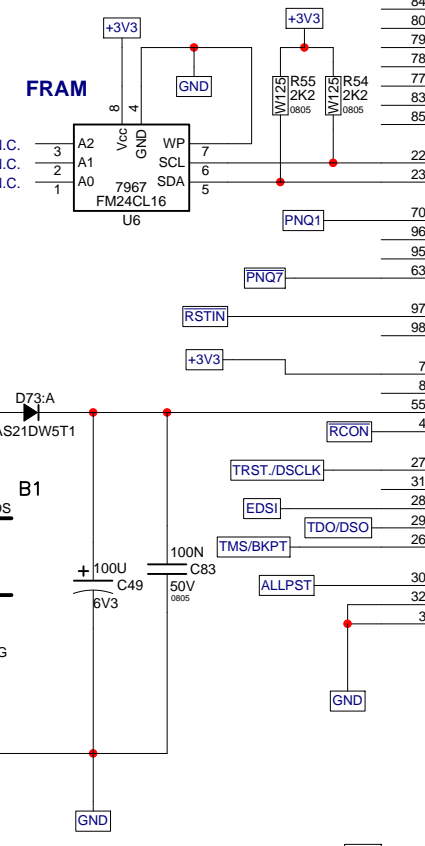 84
+3V3
+3V3
80
79
78
FRAM
GND
77
R55
R54
W125
2K2
W125
2K2
83
0805
0805
85
8
4
Vcc
GND
I.C.
3
A2
WP
7
I.C.
2
A1
SCL
6
22
I.C.
1
A0
SDA
5
23
7967
FM24CL16
U6
PNQ1
70
96
95
PNQ7
63
RSTIN
97
98
+3V3
7
8
D73:A
55
AS21DW5T1
RCON
4
TRST./DSCLK
27
31
B1
EDSI
28
TDO/DSO
29
TMS/BKPT
26
100N
C83
50V
0805
+
100U
C49
6V3
ALLPST
30
32
3
G
GND
GND